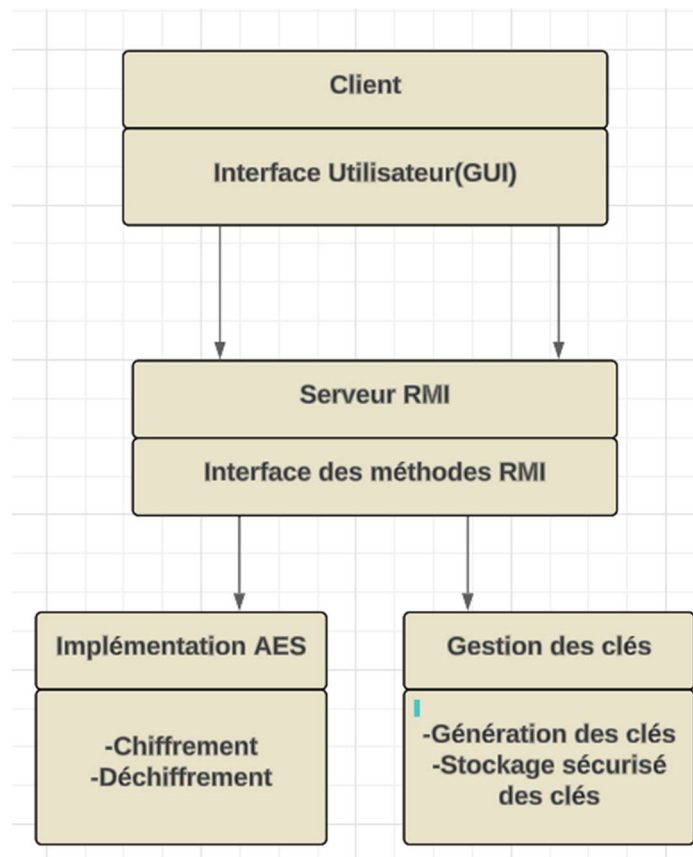 Client
Interface Utilisateur(GUI)
Serveur RMI
Interface des méthodes RMI
Implémentation AES
-Chiffrement
-Déchiffrement
Gestion des clés
-Génération des clés
-Stockage sécurisé
des clés